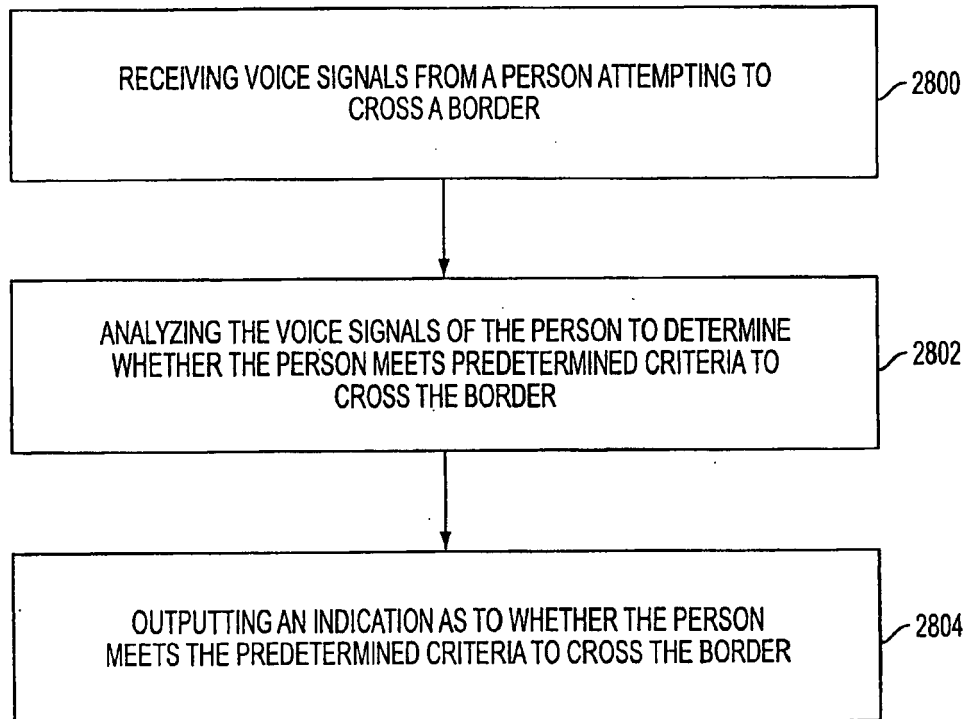 RECEIVING VOICE SIGNALS FROM A PERSON ATTEMPTING TO
CROSS A BORDER
2800
ANALYZING THE VOICE SIGNALS OF THE PERSON TO DETERMINE
WHETHER THE PERSON MEETS PREDETERMINED CRITERIA TO
CROSS THE BORDER
2802
OUTPUTTING AN INDICATION AS TO WHETHER THE PERSON
MEETS THE PREDETERMINED CRITERIA TO CROSS THE BORDER
2804